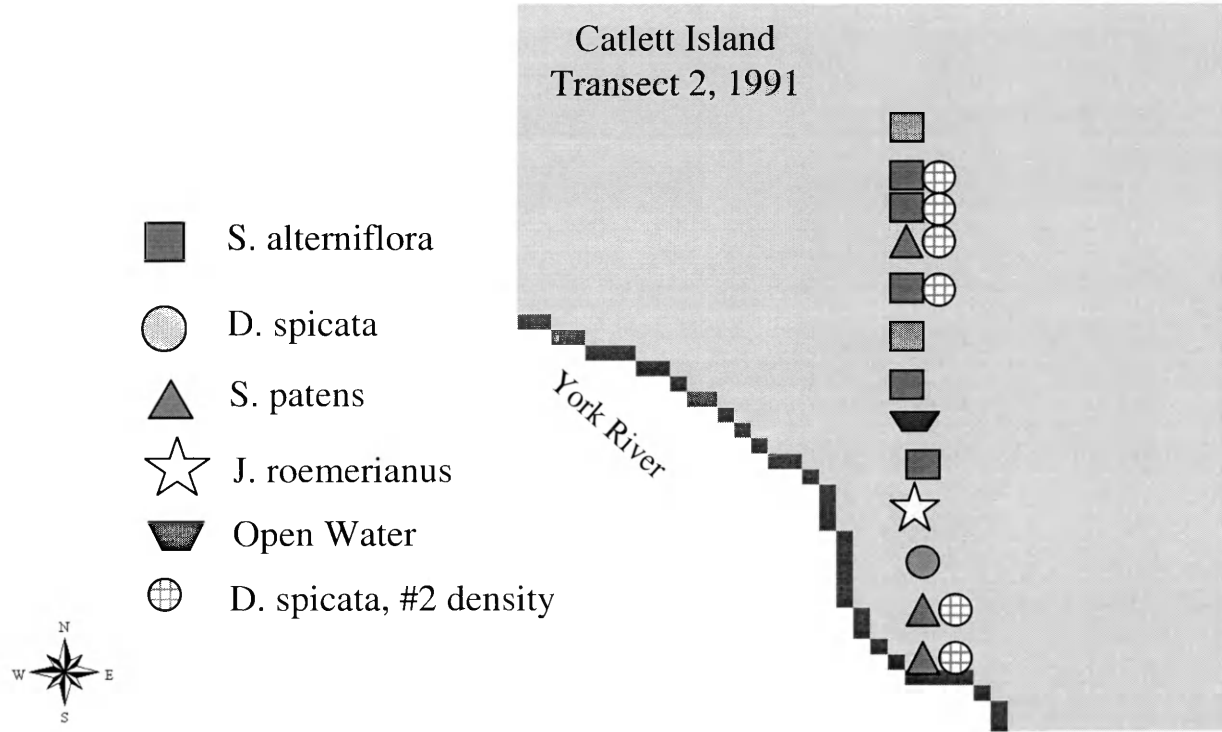 Catlett Island
Transect 2, 1991
S. alterniflora
D. spicata
S. patens
J. roemerianus
Open Water
D. spicata, #2 density
York River
N
W
E
S